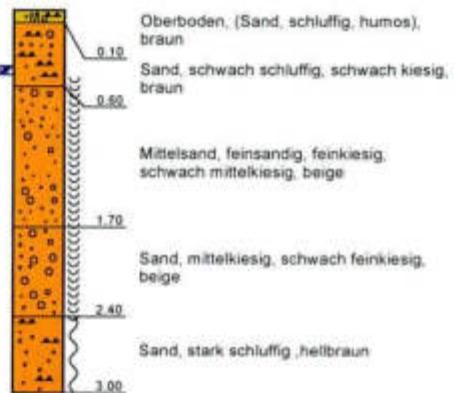 Oberboden, (Sand, schluffig, humos),
braun
0.10
Sand, schwach schluffig, schwach kiesig,
braun
0.60
Mittelsand, feinsandig, feinkiesig,
schwach mittelkiesig, beige
1.70
Sand, mittelkiesig, schwach feinkiesig,
beige
2.40
Sand, stark schluffig ,hellbraun
3.00